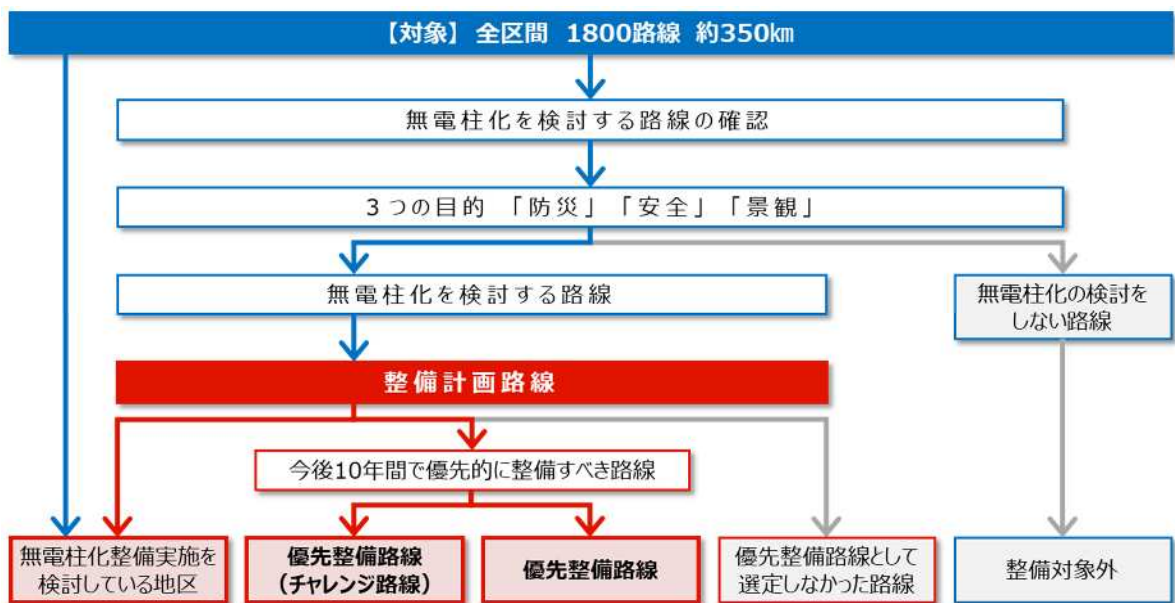 【対象】全区間 1800路線 約350㎞
無電柱化を検討する路線の確認
3つの目的 「防災」「安全」「景観」
無電柱化を検討する路線
無電柱化の検討を
しない路線
整備計画路線
今後10年間で優先的に整備すべき路線
無電柱化整備実施を
検討している地区
優先整備路線
(チャレンジ路線)
優先整備路線
優先整備路線として
選定しなかった路線
整備対象外